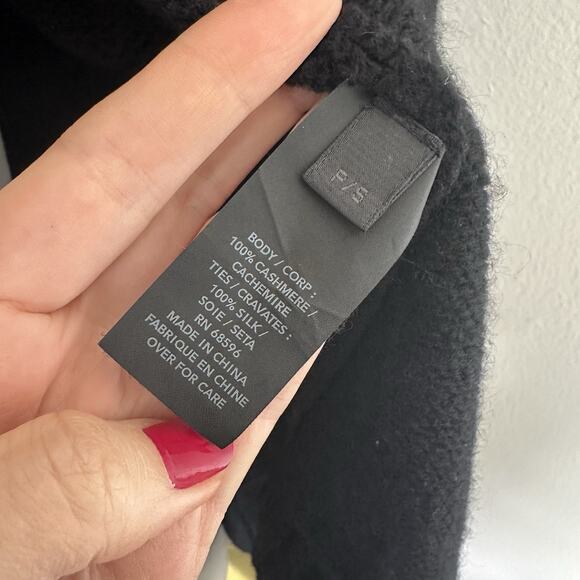 P/S
BODY / CORP :
100% CASHMERE /
CACHEMIRE
TIES / CRAVATES :
100% SILK /
SOIE / SETA
RN 68596
MADE IN CHINA
FABRIQUE EN CHINE
OVER FOR CARE